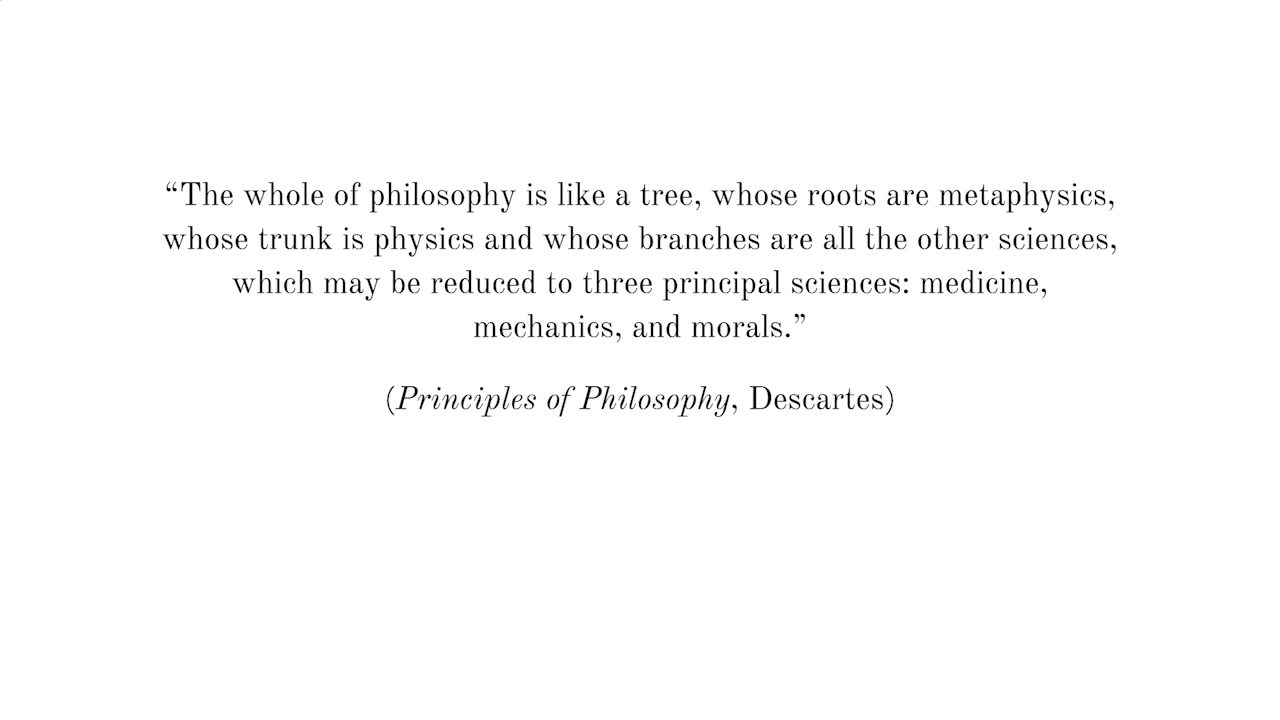 “The whole of philosophy is like a tree, whose roots are metaphysics,
whose trunk is physics and whose branches are all the other sciences,
which may be reduced to three principal sciences: medicine,
mechanics, and morals.”
(Principles of Philosophy, Descartes)